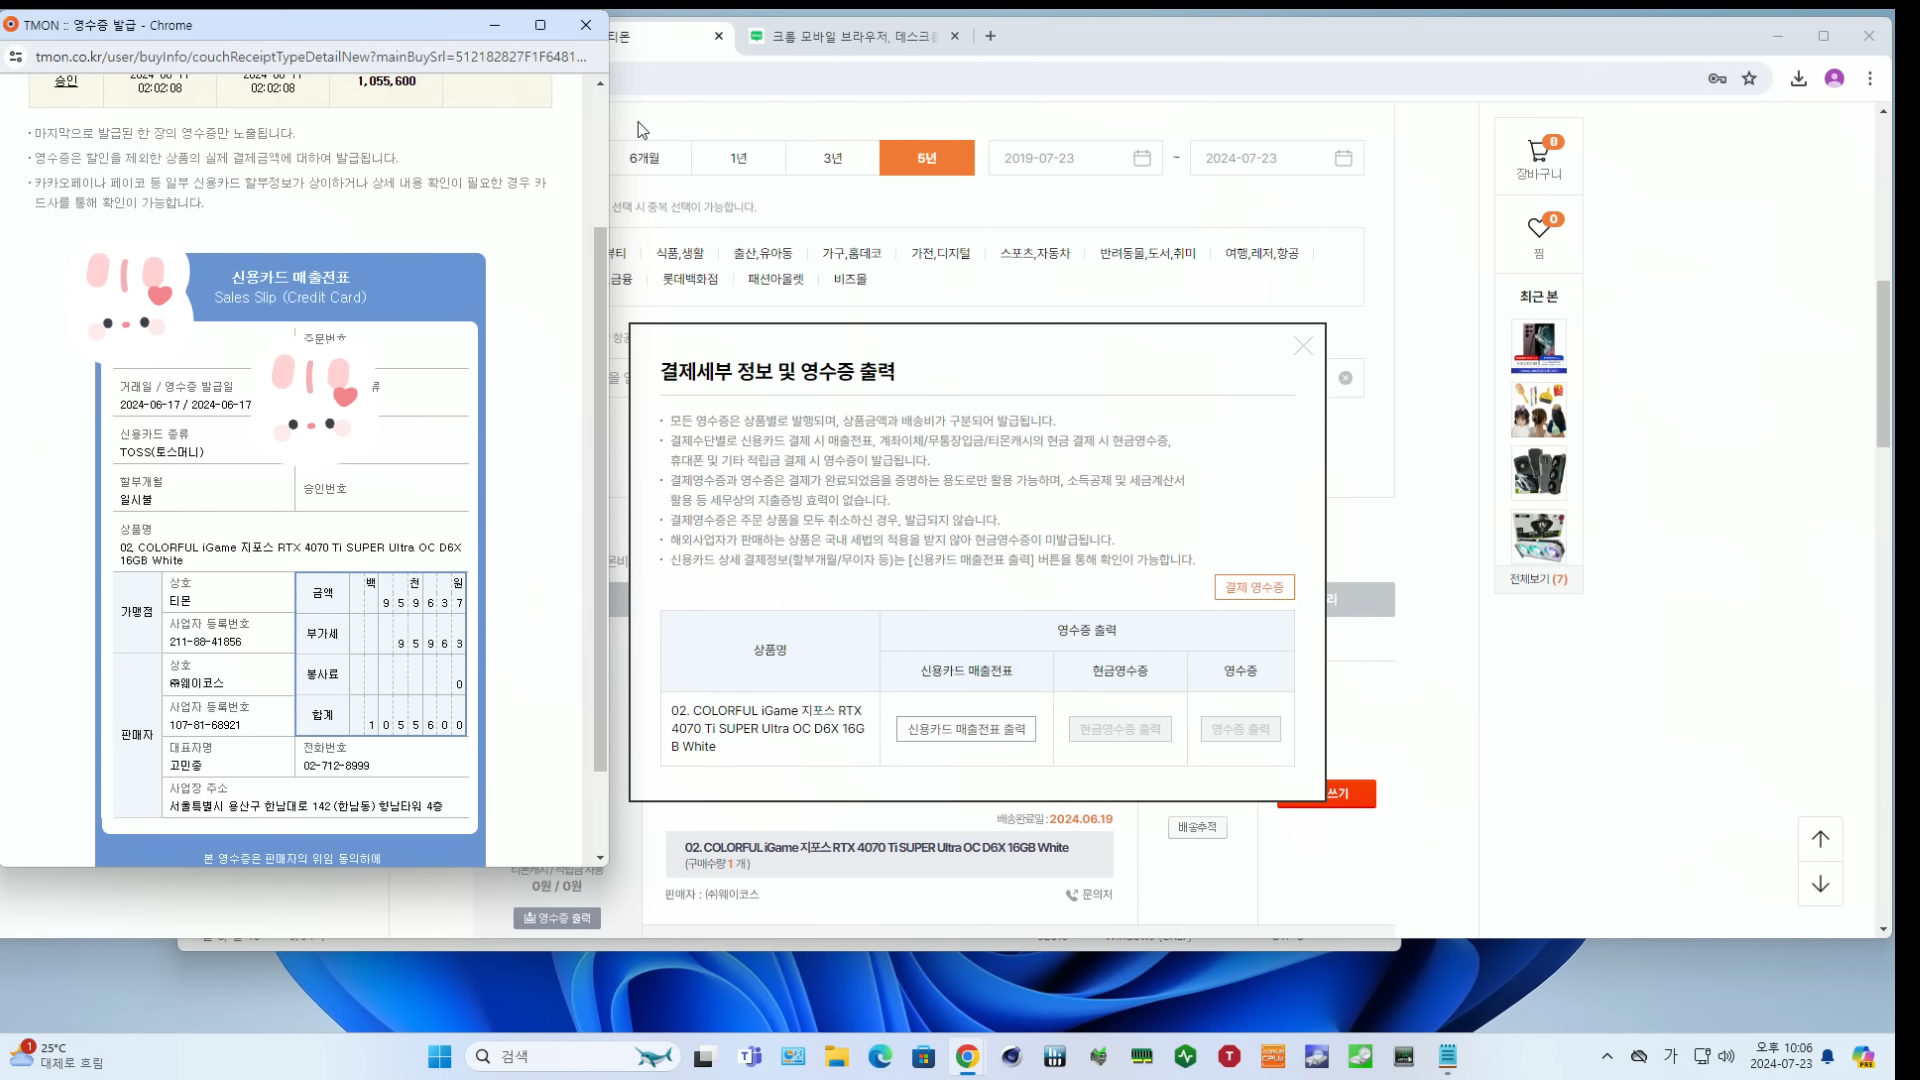 TMON :: 영수증 발급 - Chrome
tmon.co.kr/user/buyInfo/couchReceiptTypeDetailNew?mainBuySrl=512182827F1F6481...
승인
02:02:08
02:02:08
1,055,600
· 마지막으로 발급된 한 장의 영수증만 노출됩니다.
· 영수증은 할인을 제외한 상품의 실제 결제금액에 대하여 발급됩니다.
· 카카오페이나 페이코 등 일부 신용카드 할부정보가 상이하거나 상세 내용 확인이 필요한 경우 카
드사를 통해 확인이 가능합니다.
신용카드 매출전표
Sales Slip (Credit Card)
주문번호
거래일 / 영수증 발급일
2024-06-17 / 2024-06-17
류
신용카드 종류
TOSS(토스머니)
할부개월
일시불
승인번호
상품명
02. COLORFUL iGame 지포스 RTX 4070 Ti SUPER Ultra OC D6X
16GB White
가맹점
상호
티몬
사업자 등록번호
211-88-41856
금액
백 천 원
9 5 9 6 3 7
부가세
9 5 9 6 3
봉사료
0
합계
1 0 5 5 6 0 0
판매자
상호
㈜웨이코스
사업자 등록번호
107-81-68921
대표자명
고민종
전화번호
02-712-8999
사업장 주소
서울특별시 용산구 한남대로 142 (한남동) 향남타워 4층
본 영수증은 판매자의 위임 동의하에
티몬
크롬 모바일 브라우저, 데스크
6개월
1년
3년
5년
2019-07-23
~
2024-07-23
선택 시 중복 선택이 가능합니다.
뷰티
식품,생활
출산,유아동
가구,홈데코
가전,디지털
스포츠,자동차
반려동물,도서,취미
여행,레저,항공
금융
롯데백화점
패션아울렛
비즈몰
결제세부 정보 및 영수증 출력
· 모든 영수증은 상품별로 발행되며, 상품금액과 배송비가 구분되어 발급됩니다.
· 결제수단별로 신용카드 결제 시 매출전표, 계좌이체/무통장입금/티몬캐시의 현금 결제 시 현금영수증,
휴대폰 및 기타 적립금 결제 시 영수증이 발급됩니다.
· 결제영수증과 영수증은 결제가 완료되었음을 증명하는 용도로만 활용 가능하며, 소득공제 및 세금계산서
활용 등 세무상의 지출증빙 효력이 없습니다.
· 결제영수증은 주문 상품을 모두 취소하신 경우, 발급되지 않습니다.
· 해외사업자가 판매하는 상품은 국내 세법의 적용을 받지 않아 현금영수증이 미발급됩니다.
· 신용카드 상세 결제정보(할부개월/무이자 등)는 [신용카드 매출전표 출력] 버튼을 통해 확인이 가능합니다.
결제 영수증
상품명
영수증 출력
신용카드 매출전표
현금영수증
영수증
02. COLORFUL iGame 지포스 RTX
4070 Ti SUPER Ultra OC D6X 16G
B White
신용카드 매출전표 출력
현금영수증 출력
영수증 출력
리
쓰기
배송완료일 : 2024.06.19
배송추적
02. COLORFUL iGame 지포스 RTX 4070 Ti SUPER Ultra OC D6X 16GB White
(구매수량 1 개)
판매자 : ㈜웨이코스
문의처
0원 / 0원
영수증 출력
0
장바구니
0
찜
최근 본
전체보기 (7)
1
25°C
대체로 흐림
검색
가
오후 10:06
2024-07-23